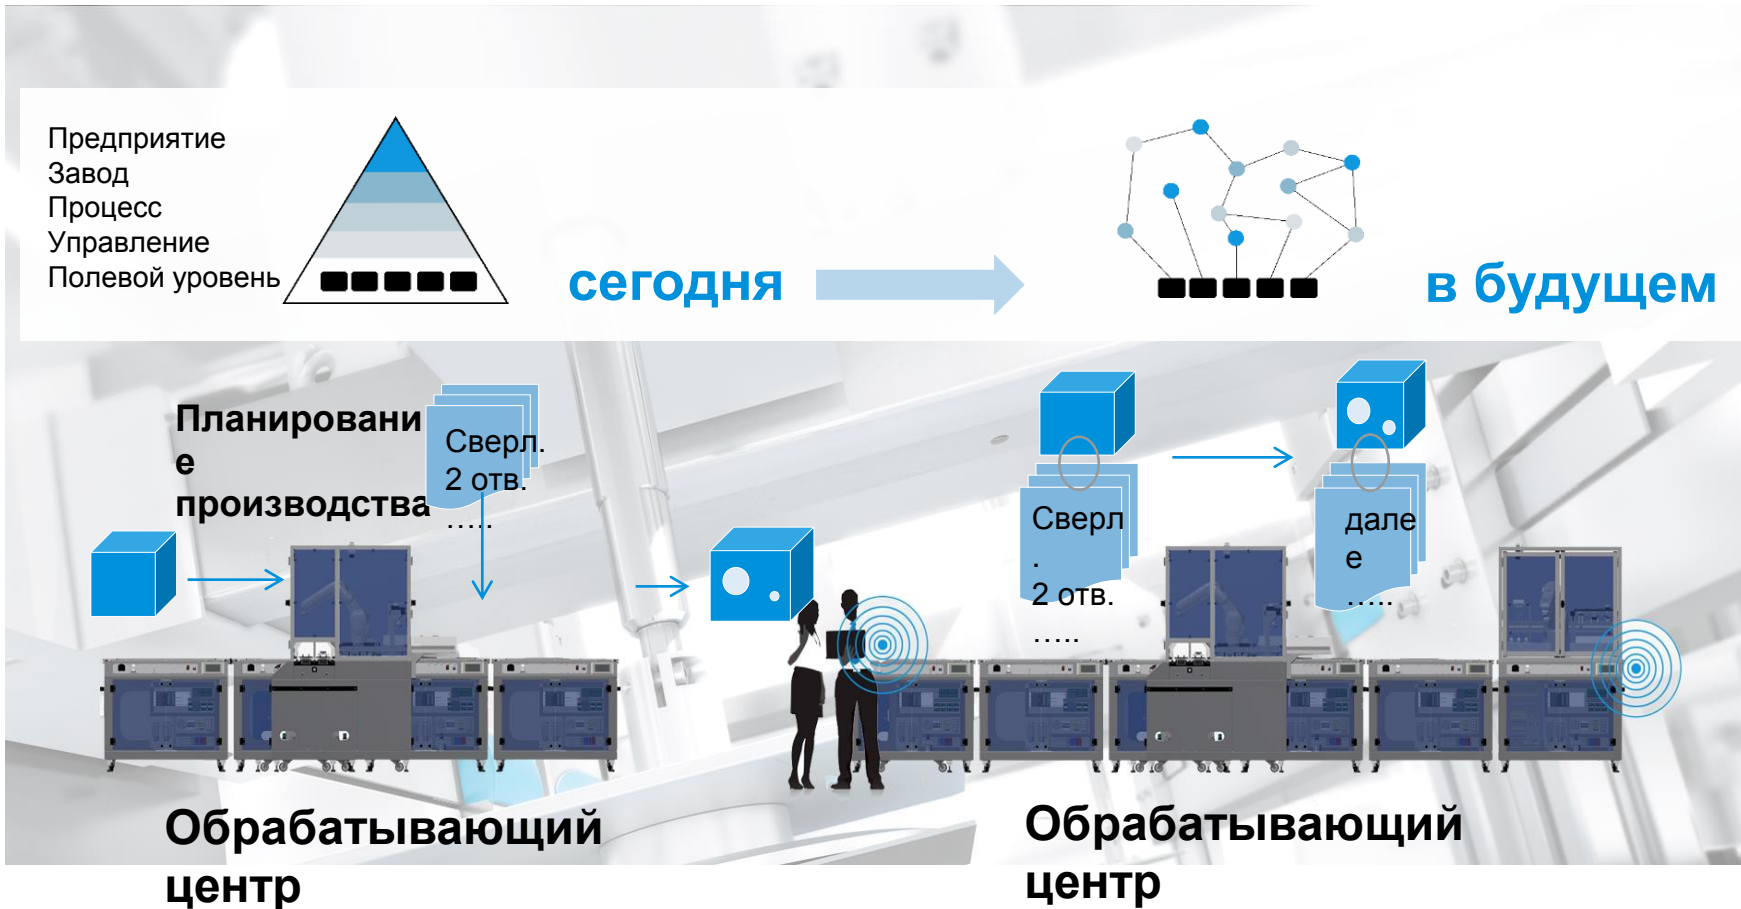 Предприятие
Завод
Процесс
Управление
Полевой уровень
сегодня
в будущем
Планировани
е
производства
Сверл.
2 отв.
…..
Сверл
.
2 отв.
…..
дале
е
…..
Обрабатывающий
центр
Обрабатывающий
центр